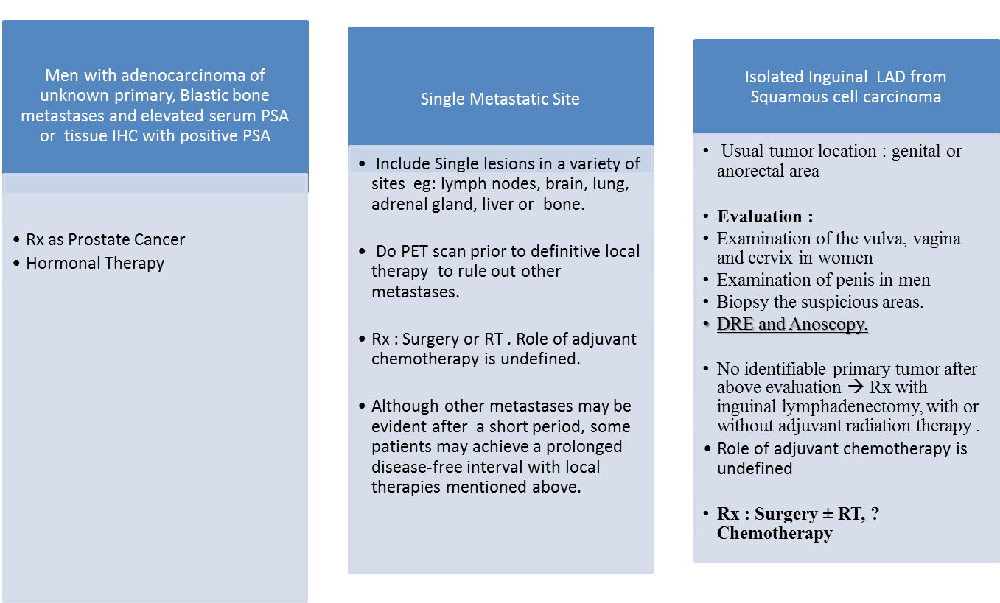 Men with adenocarcinoma of
unknown primary, Blastic bone
metastases and elevated serum PSA
or tissue IHC with positive PSA
• Rx as Prostate Cancer
• Hormonal Therapy
Single Metastatic Site
• Include Single lesions in a variety of
sites eg: lymph nodes, brain, lung,
adrenal gland, liver or bone.
• Do PET scan prior to definitive local
therapy to rule out other
metastases.
• Rx : Surgery or RT . Role of adjuvant
chemotherapy is undefined.
• Although other metastases may be
evident after a short period, some
patients may achieve a prolonged
disease-free interval with local
therapies mentioned above.
Isolated Inguinal LAD from
Squamous cell carcinoma
• Usual tumor location : genital or
anorectal area
• Evaluation :
• Examination of the vulva, vagina
and cervix in women
• Examination of penis in men
• Biopsy the suspicious areas.
• DRE and Anoscopy.
• No identifiable primary tumor after
above evaluation → Rx with
inguinal lymphadenectomy, with or
without adjuvant radiation therapy .
• Role of adjuvant chemotherapy is
undefined
• Rx : Surgery ± RT, ?
Chemotherapy